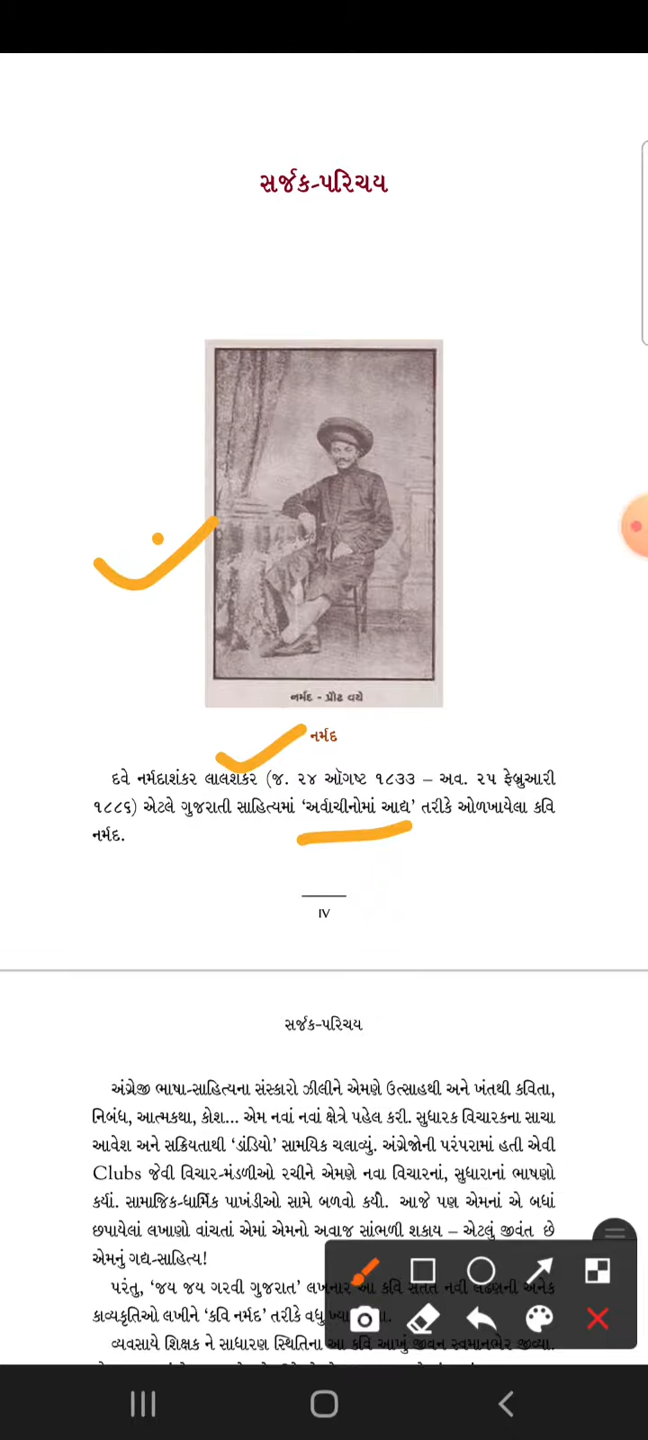 સર્જક-પરિચય
નર્મદ - પ્રૌઢ વયે
નર્મદ
દવે નર્મદાશંકર લાલશંકર (જ. ૨૪ ઑગષ્ટ ૧૮૩૩ – અવ. ૨૫ ફેબ્રુઆરી
૧૮૮૬) એટલે ગુજરાતી સાહિત્યમાં ‘અર્વાચીનોમાં આદ્ય’ તરીકે ઓળખાયેલા કવિ
નર્મદ.
IV
સર્જક-પરિચય
અંગ્રેજી ભાષા-સાહિત્યના સંસ્કારો ઝીલીને એમણે ઉત્સાહથી અને ખંતથી કવિતા,
નિબંધ, આત્મકથા, કોશ... એમ નવાં નવાં ક્ષેત્રે પહેલ કરી. સુધારક વિચારકના સાચા
આવેશ અને સક્રિયતાથી ‘ડાંડિયો’ સામયિક ચલાવ્યું. અંગ્રેજોની પરંપરામાં હતી એવી
Clubs જેવી વિચાર-મંડળીઓ રચીને એમણે નવા વિચારનાં, સુધારાનાં ભાષણો
કર્યાં. સામાજિક-ધાર્મિક પાખંડીઓ સામે બળવો કર્યો. આજે પણ એમનાં એ બધાં
છપાયેલાં લખાણો વાંચતાં એમાં એમનો અવાજ સાંભળી શકાય – એટલું જીવંત છે
એમનું ગદ્ય-સાહિત્ય!
પરંતુ, ‘જય જય ગરવી ગુજરાત’ લખનાર આ કવિ સતત નવી લઢણની અનેક
કાવ્યકૃતિઓ લખીને ‘કવિ નર્મદ’ તરીકે વધુ
વ્યવસાયે શિક્ષક ને સાધારણ સ્થિતિના આ કવિ આખું જીવન સ્વમાનભેર જીવ્યા.